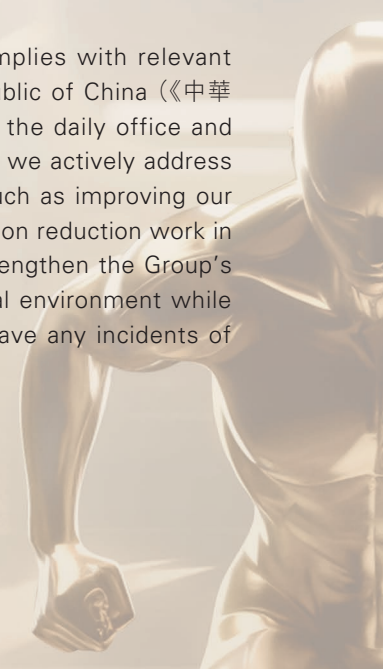 mplies with relevant
blic of China (《中華
the daily office and
we actively address
uch as improving our
on reduction work in
engthen the Group's
al environment while
ave any incidents of